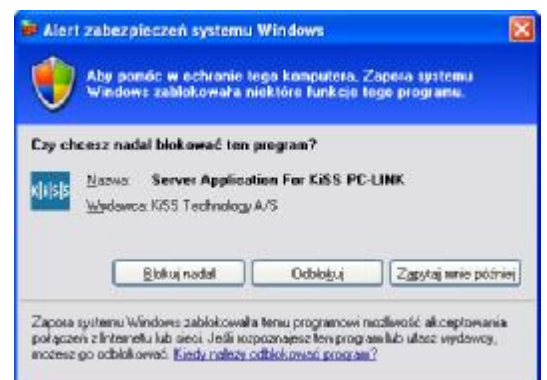 Alert zabezpieczeń systemu Windows
Aby pomóc w ochronie tego komputera, Zapora systemu
Windows zablokowała niektóre funkcje tego programu.
Czy chcesz nadal blokować ten program?
K|i|S|S
Nazwa: Server Application For KiSS PC-LINK
Wydawca: KiSS Technology A/S
Blokuj nadal
Odblokuj
Zapytaj mnie później
Zapora systemu Windows zablokowała temu programowi możliwość akceptowania
połączeń z Internetu lub sieci. Jeśli rozpoznajesz ten program lub ufasz wydawcy,
możesz go odblokować. Kiedy należy odblokować program?